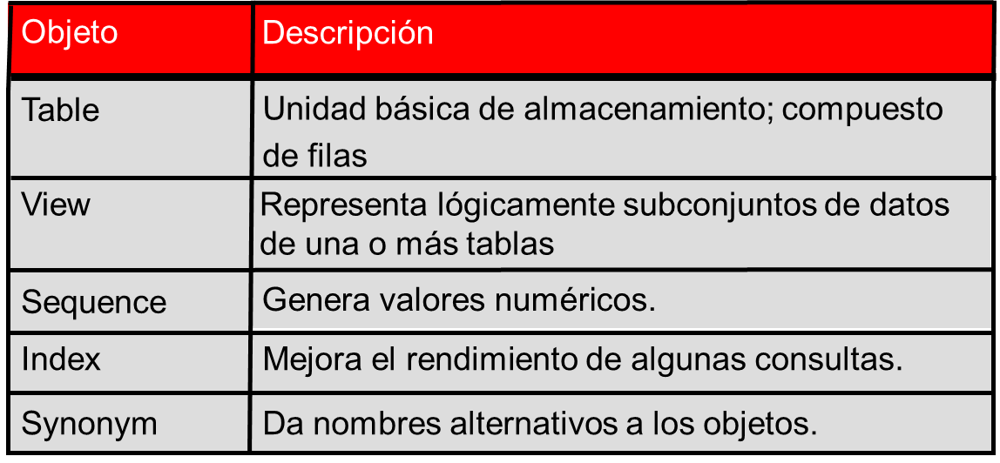 Objeto
Descripción
Table
Unidad básica de almacenamiento; compuesto
de filas
View
Representa lógicamente subconjuntos de datos
de una o más tablas
Sequence
Genera valores numéricos.
Index
Mejora el rendimiento de algunas consultas.
Synonym
Da nombres alternativos a los objetos.